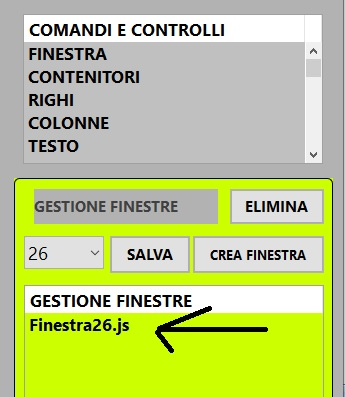 COMANDI E CONTROLLI
FINESTRA
CONTENITORI
RIGHI
COLONNE
TESTO
GESTIONE FINESTRE
ELIMINA
26
SALVA
CREA FINESTRA
GESTIONE FINESTRE
Finestra26.js